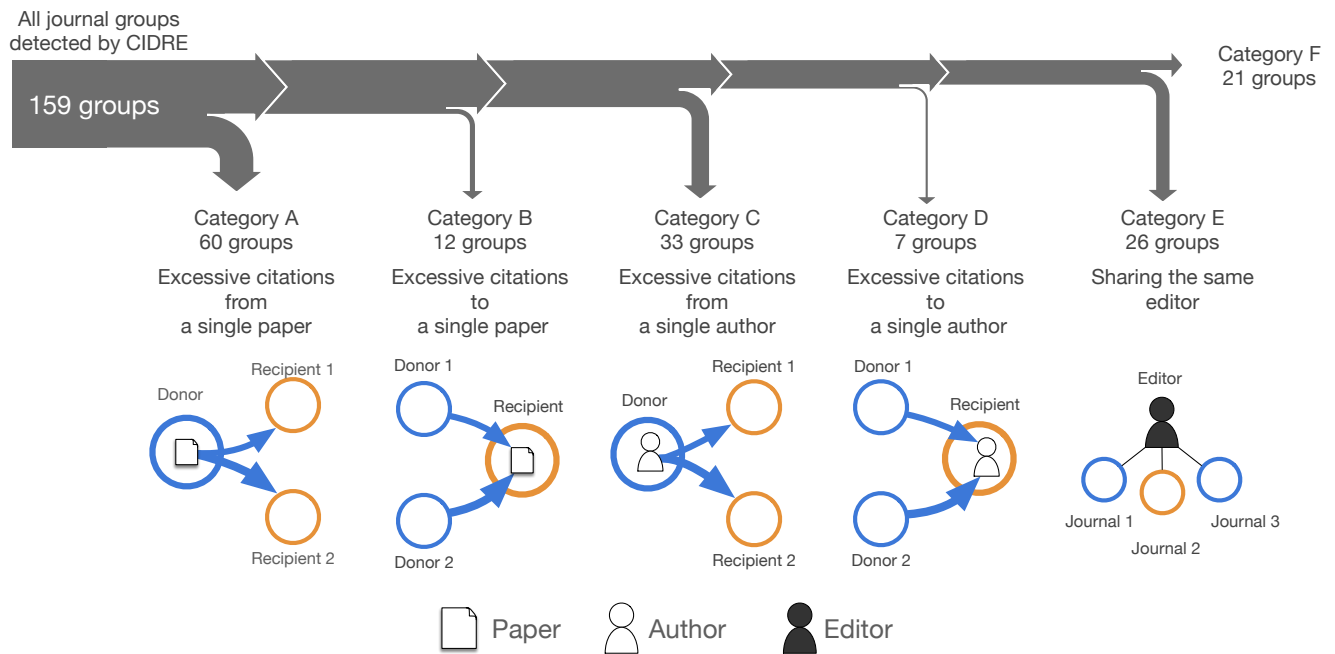 All journal groups
detected by CIDRE
159 groups
Category F
21 groups
Category A
60 groups
Excessive citations
from
a single paper
Category B
12 groups
Excessive citations
to
a single paper
Category C
33 groups
Excessive citations
from
a single author
Category D
7 groups
Excessive citations
to
a single author
Category E
26 groups
Sharing the same
editor
Donor
Recipient 1
Recipient 2
Donor 1
Recipient
Donor 2
Donor
Recipient 1
Recipient 2
Donor 1
Recipient
Donor 2
Editor
Journal 1
Journal 2
Journal 3
Paper
Author
Editor